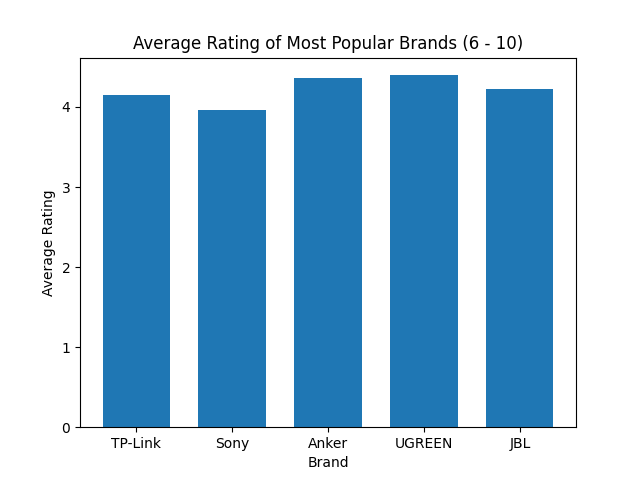 Average Rating of Most Popular Brands (6 - 10)
Average Rating
4
3
2
1
0
TP-Link Sony Anker UGREEN JBL
Brand